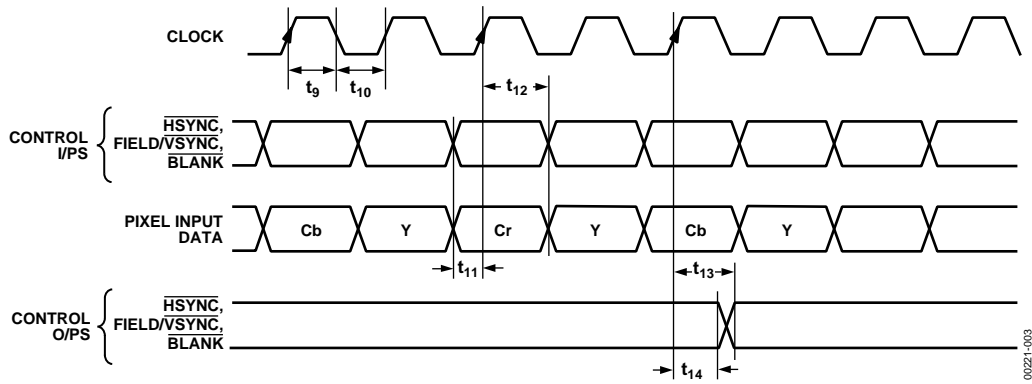 CLOCK
t9
t10
t12
CONTROL
I/PS
HSYNC,
FIELD/VSYNC,
BLANK
PIXEL INPUT
DATA
Cb
Y
Cr
Y
Cb
Y
t11
t13
CONTROL
O/PS
HSYNC,
FIELD/VSYNC,
BLANK
t14
00221-003